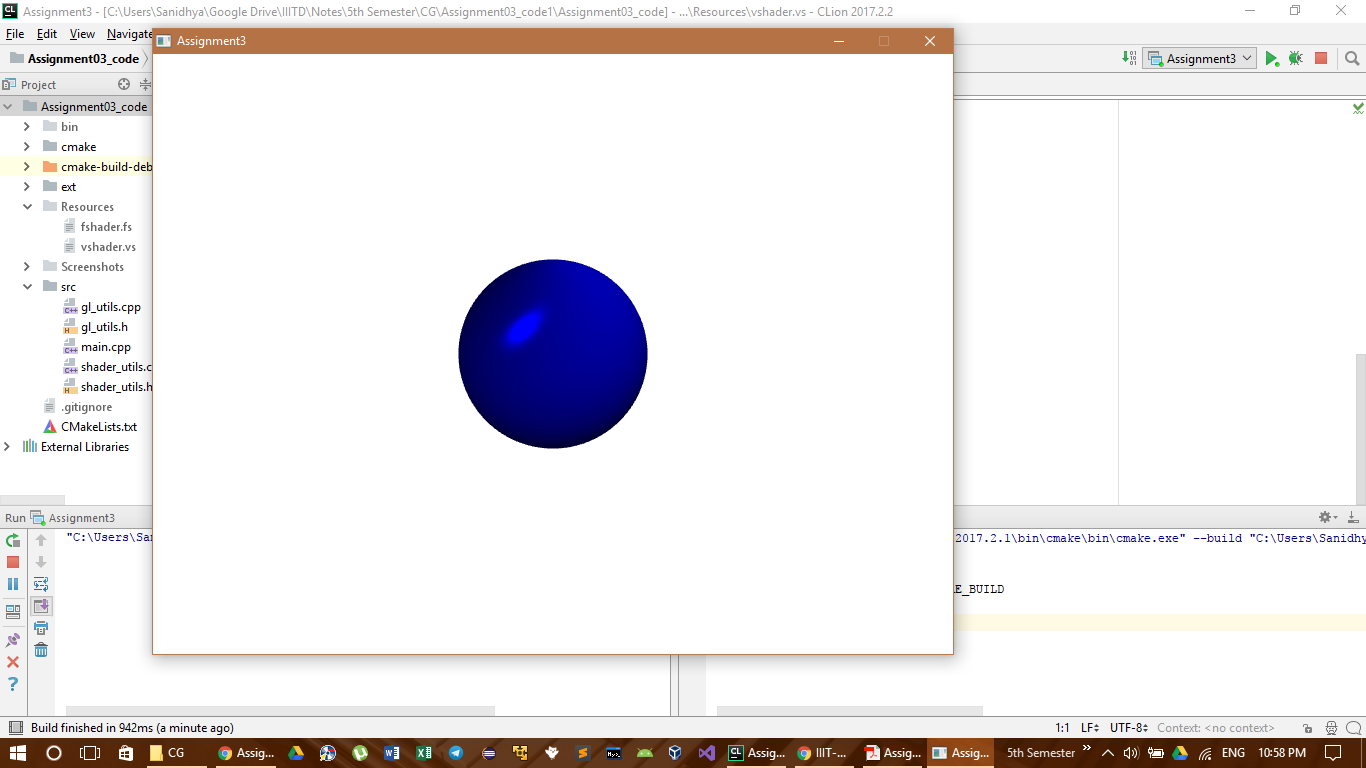 Assignment3 - [C:\Users\Sanidhya\Google Drive\IIITD\Notes\5th Semester\CG\Assignment03_code1\Assignment03_code] - ...\Resources\vshader.vs - CLion 2017.2.2
File Edit View Navigate
Assignment3
Assignment03_code
Assignment3
Project
Assignment03_code
bin
cmake
cmake-build-deb
ext
Resources
fshader.fs
vshader.vs
Screenshots
src
gl_utils.cpp
gl_utils.h
main.cpp
shader_utils.c
shader_utils.h
.gitignore
CMakeLists.txt
External Libraries
Run Assignment3
"C:\Users\San
2017.2.1\bin\cmake\bin\cmake.exe" --build "C:\Users\Sanidhy
E_BUILD
Build finished in 942ms (a minute ago)
1:1 LF÷ UTF-8÷ Context: <no context>
CG Assig... Assig... IIIT-... Assig... Assig... 5th Semester » ENG 10:58 PM